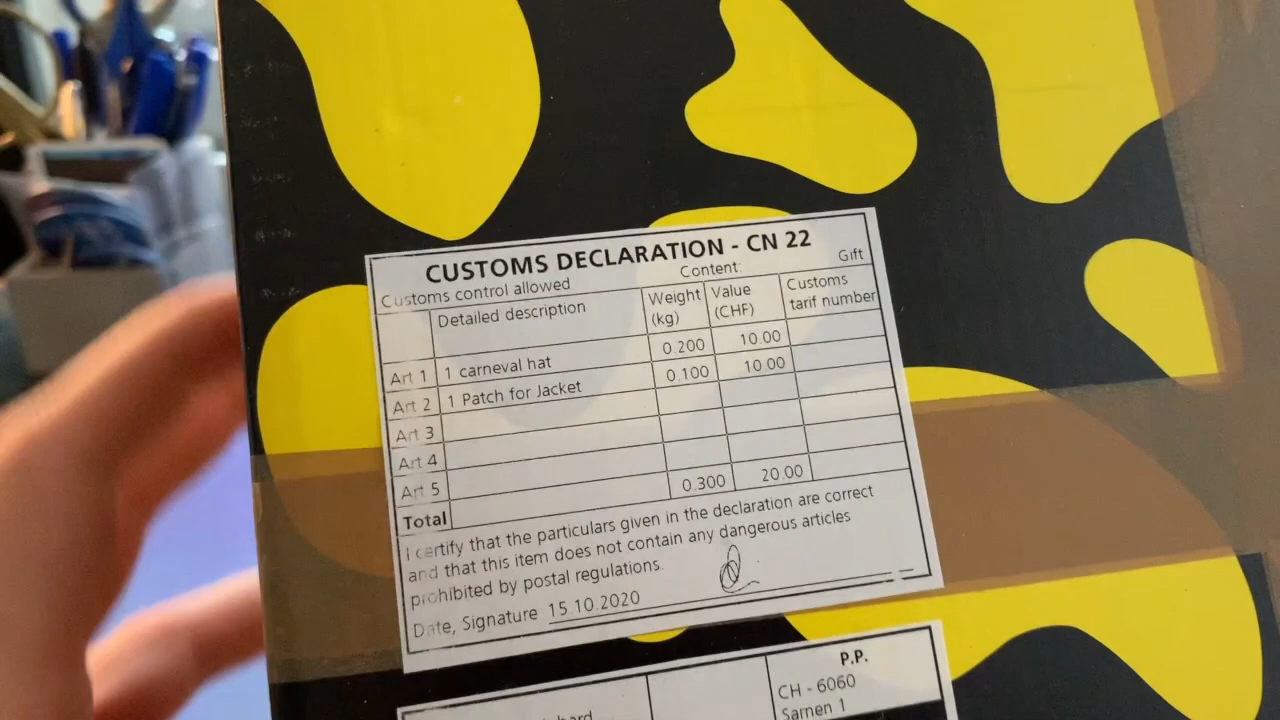 CUSTOMS DECLARATION - CN 22
Customs control allowed Content: Gift
Detailed description Weight (kg) Value (CHF) Customs tarif number
Art 1 1 carneval hat 0.200 10.00
Art 2 1 Patch for Jacket 0.100 10.00
Art 3
Art 4
Art 5
Total 0.300 20.00
I certify that the particulars given in the declaration are correct
and that this item does not contain any dangerous articles
prohibited by postal regulations.
Date, Signature 15.10.2020
P.P.
CH - 6060
Sarnen 1